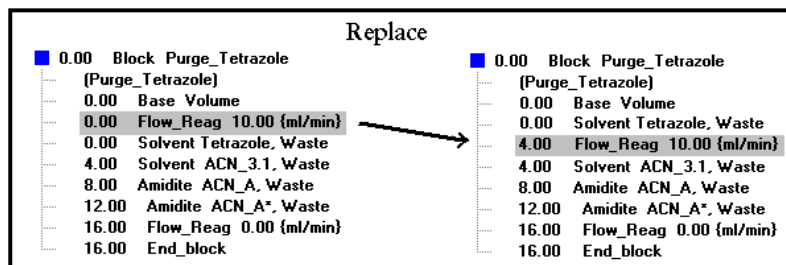 Replace
0.00 Block Purge_Tetrazole
(Purge_Tetrazole)
0.00 Base Volume
0.00 Flow_Reag 10.00 {ml/min}
0.00 Solvent Tetrazole, Waste
4.00 Solvent ACN_3.1, Waste
8.00 Amidite ACN_A, Waste
12.00 Amidite ACN_A*, Waste
16.00 Flow_Reag 0.00 {ml/min}
16.00 End_block
0.00 Block Purge_Tetrazole
(Purge_Tetrazole)
0.00 Base Volume
0.00 Solvent Tetrazole, Waste
4.00 Flow_Reag 10.00 {ml/min}
4.00 Solvent ACN_3.1, Waste
8.00 Amidite ACN_A, Waste
12.00 Amidite ACN_A*, Waste
16.00 Flow_Reag 0.00 {ml/min}
16.00 End_block